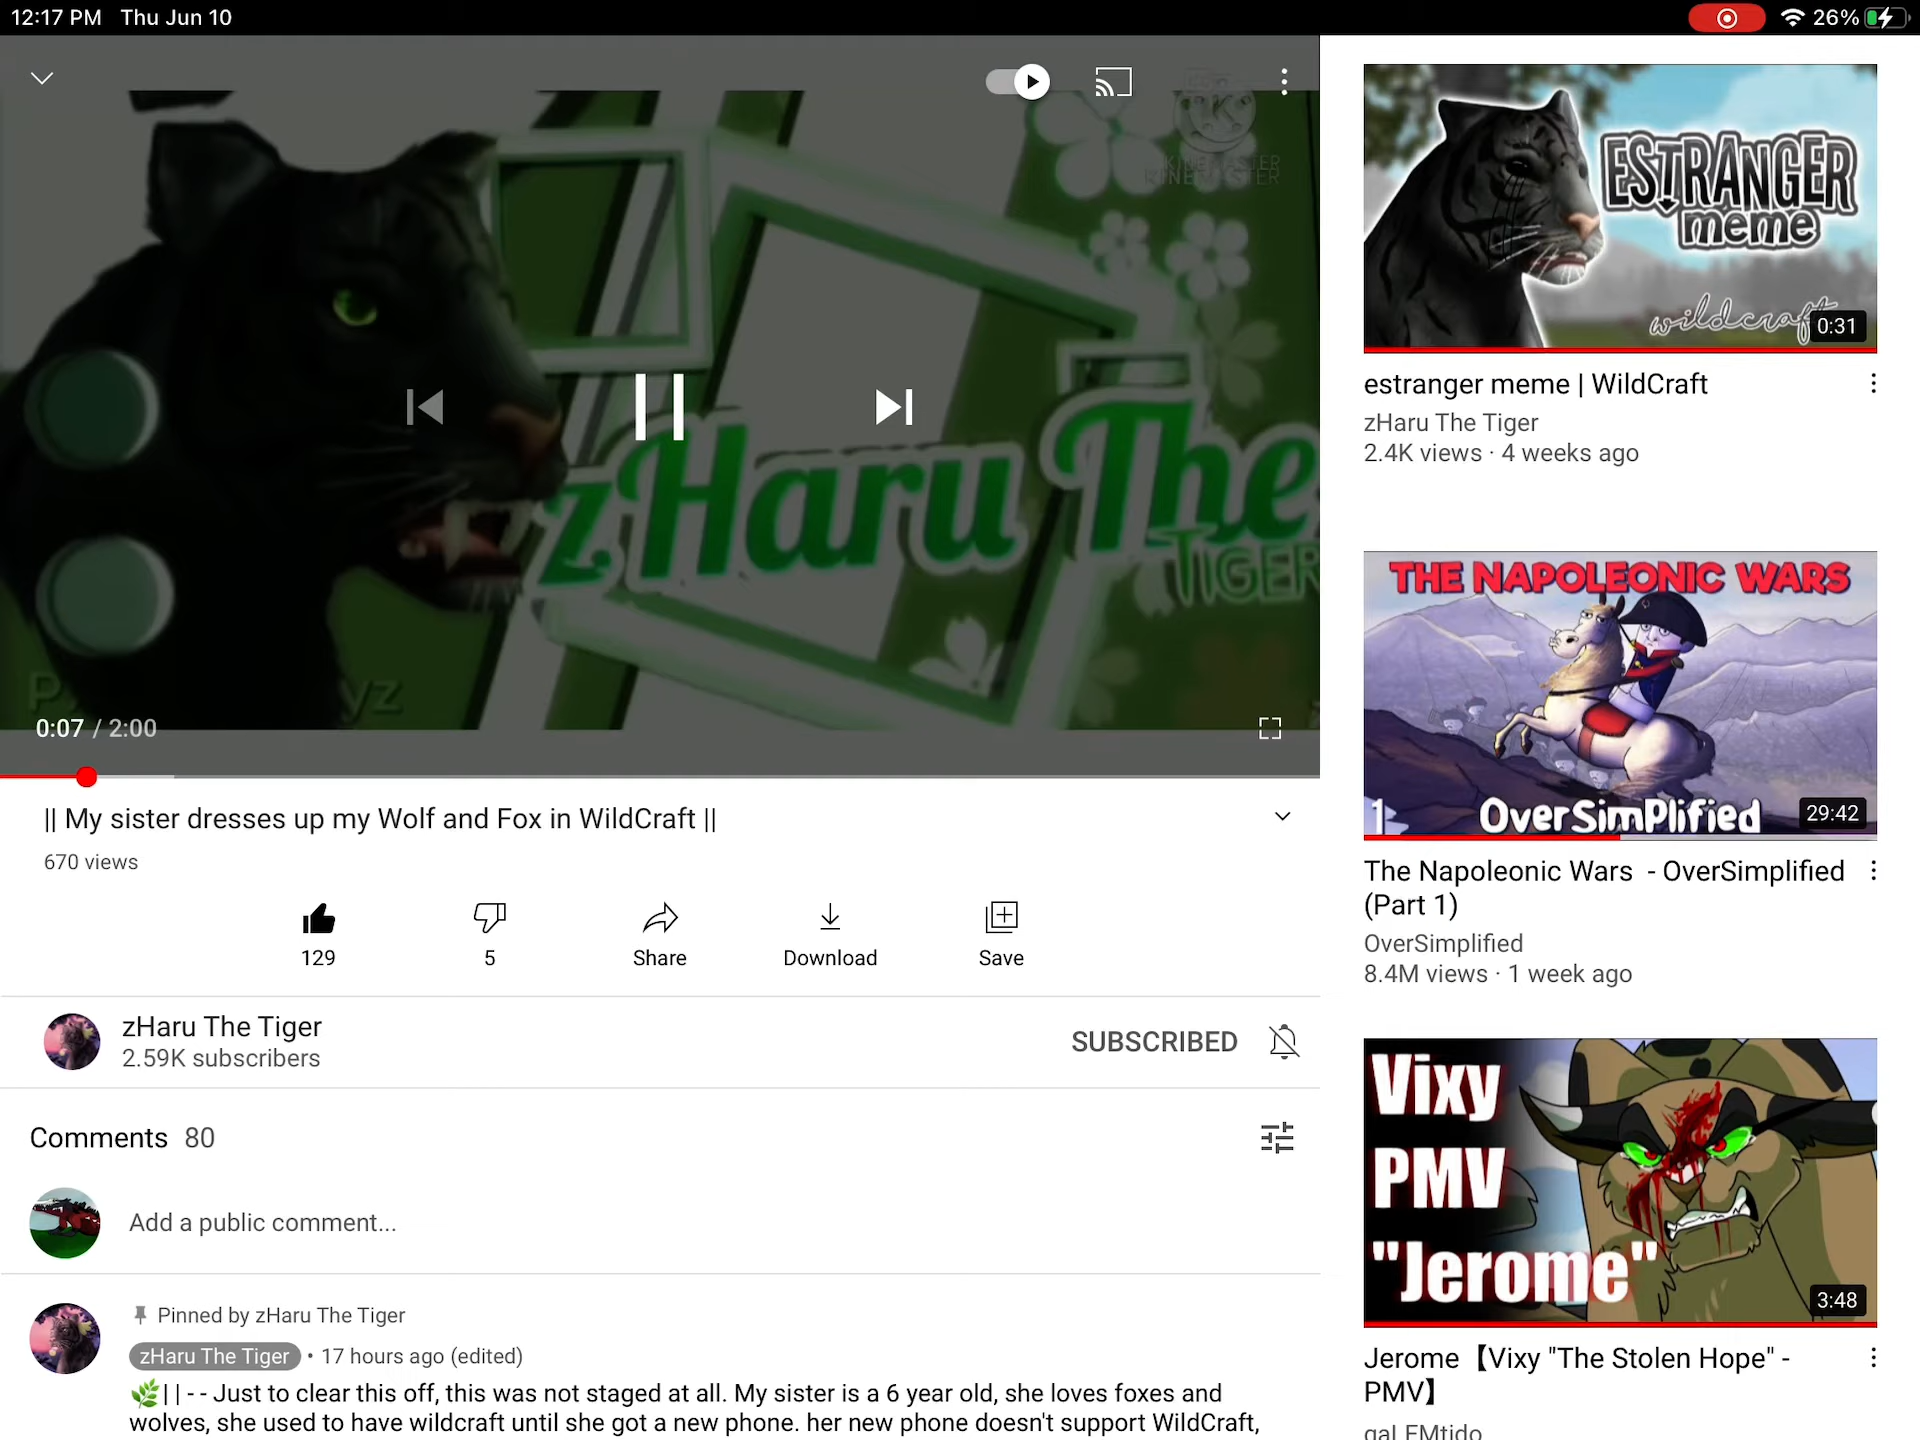 12:17 PM Thu Jun 10
26%
KINEMASTER
KINEMASTER
zHaru The
TIGER
0:07 / 2:00
|| My sister dresses up my Wolf and Fox in WildCraft ||
670 views
129
5
Share
Download
Save
zHaru The Tiger
2.59K subscribers
SUBSCRIBED
Comments 80
Add a public comment...
Pinned by zHaru The Tiger
zHaru The Tiger • 17 hours ago (edited)
🌿| | - - Just to clear this off, this was not staged at all. My sister is a 6 year old, she loves foxes and
wolves, she used to have wildcraft until she got a new phone. her new phone doesn't support WildCraft,
ESTRANGER
meme
wildcraft
0:31
estranger meme | WildCraft
zHaru The Tiger
2.4K views · 4 weeks ago
THE NAPOLEONIC WARS
1
OverSimplified
29:42
The Napoleonic Wars - OverSimplified
(Part 1)
OverSimplified
8.4M views · 1 week ago
Vixy
PMV
"Jerome"
3:48
Jerome【Vixy "The Stolen Hope" -
PMV】